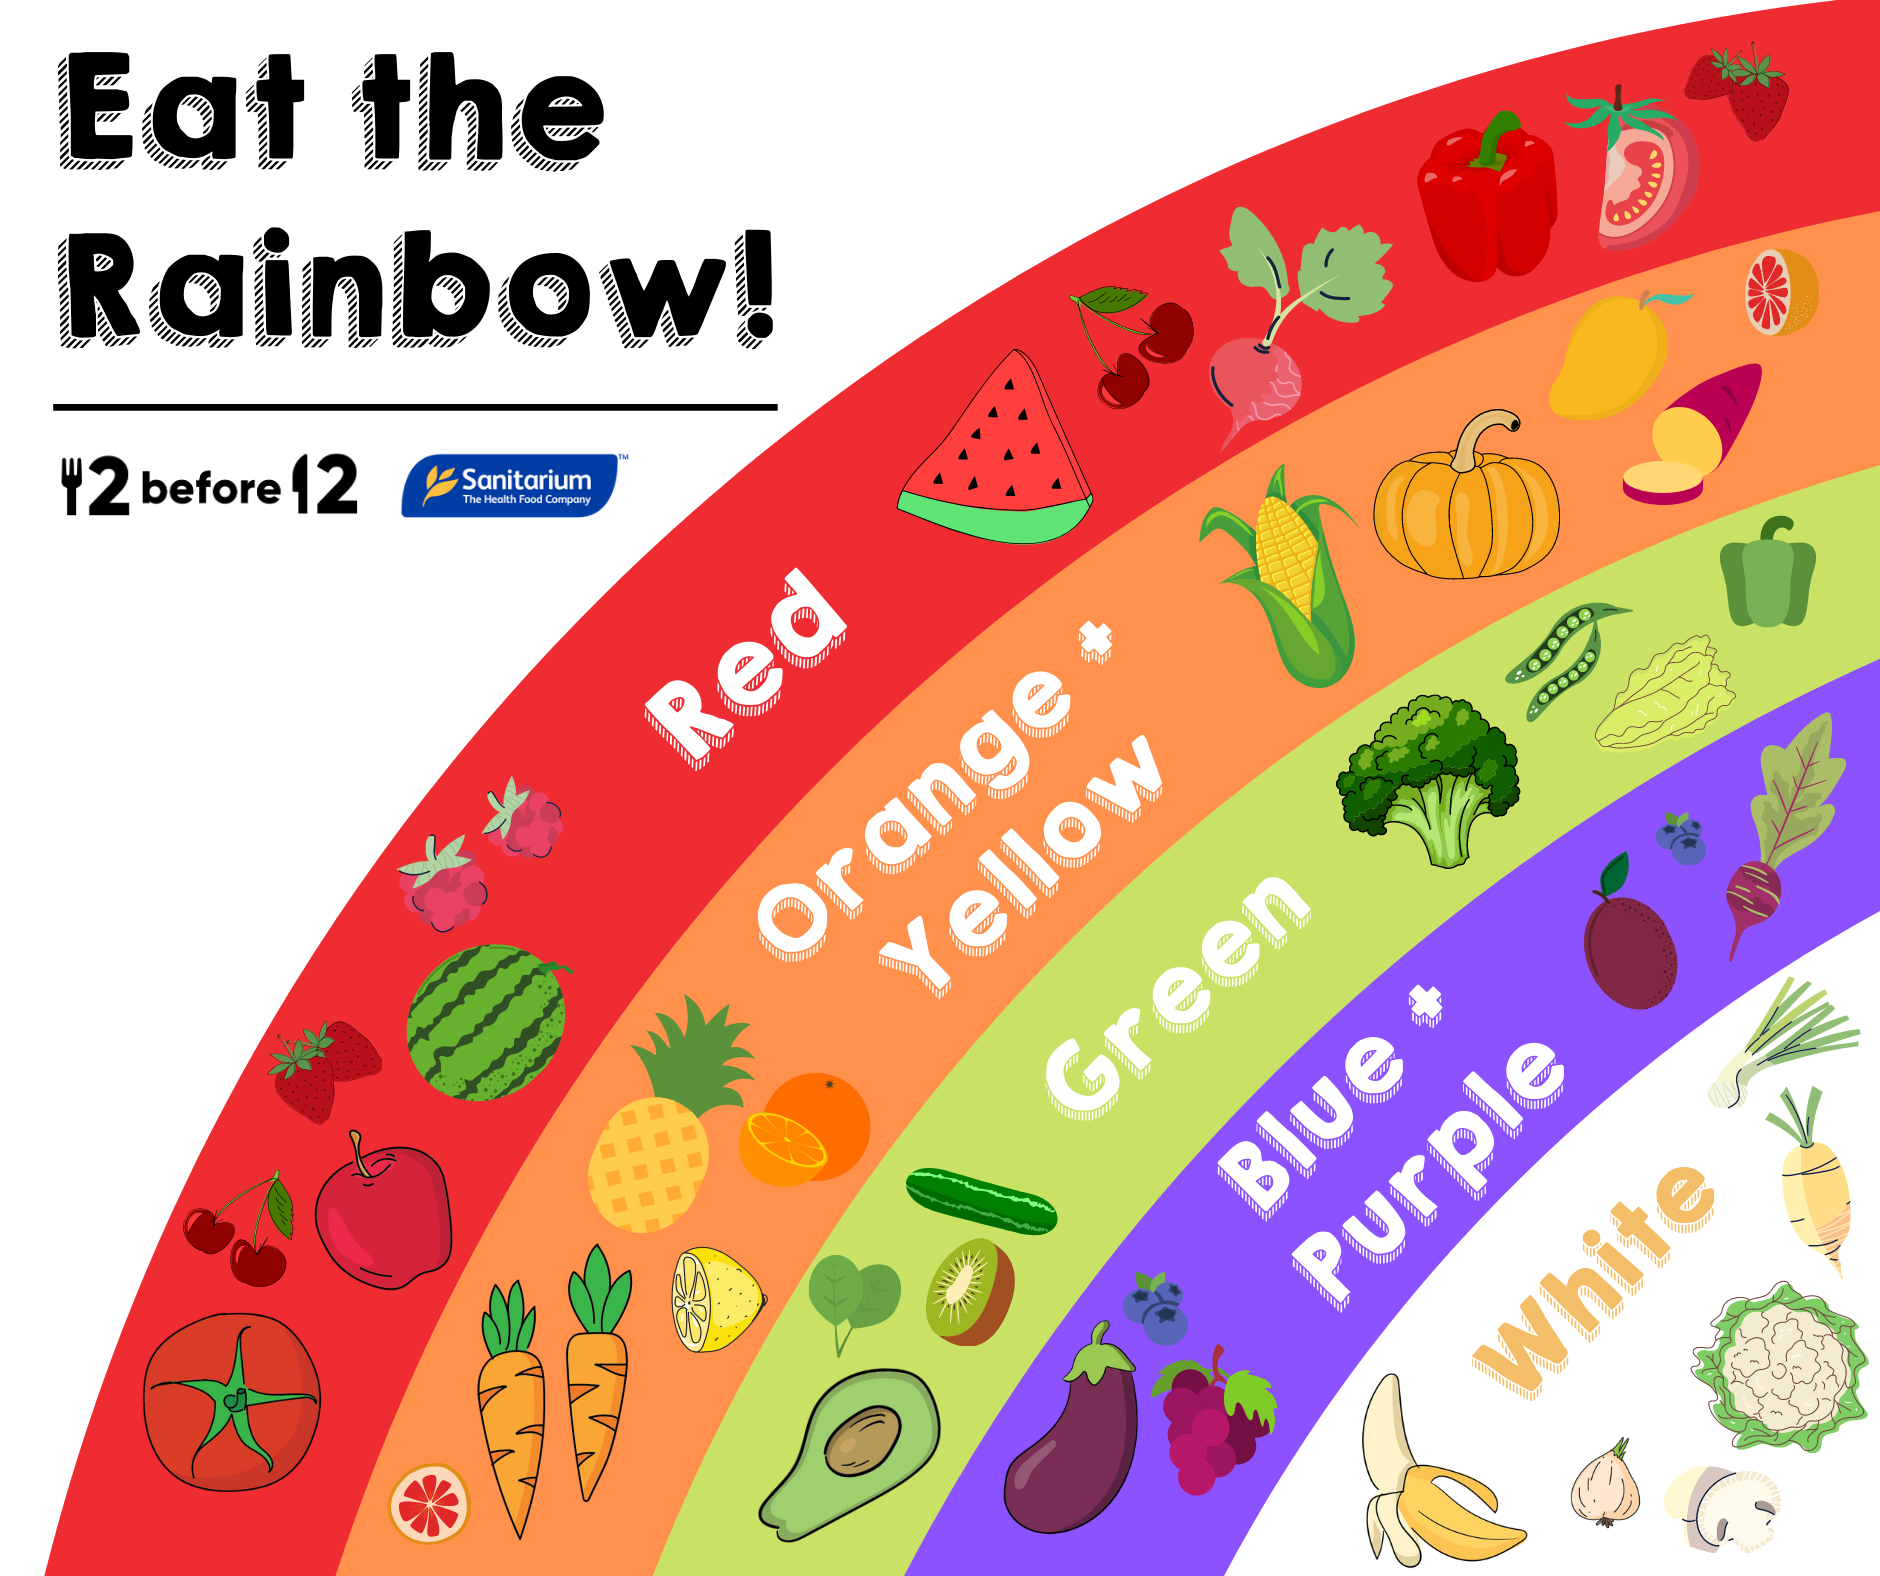 Eat the
Rainbow!
2 before 12
Sanitarium™
The Health Food Company
Red
Orange +
Yellow
Green
Blue +
Purple
White